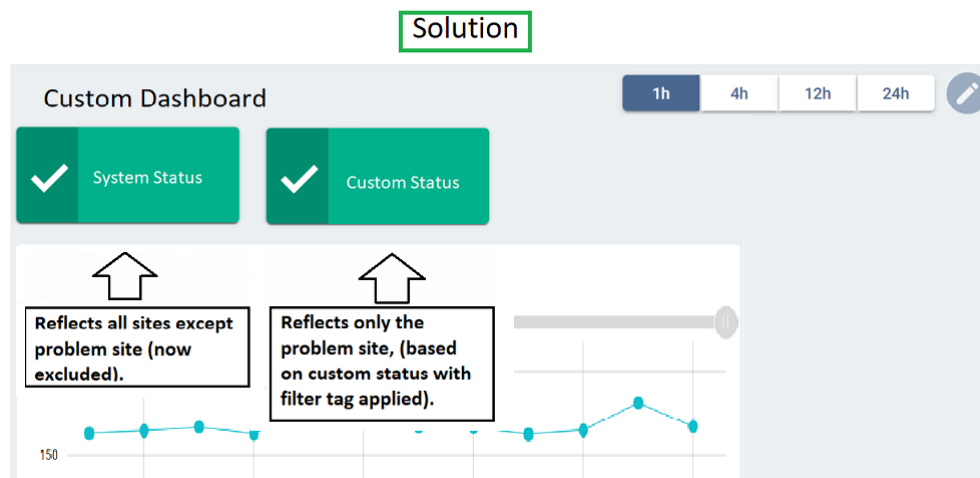 Solution
Custom Dashboard
1h 4h 12h 24h
System Status
Custom Status
Reflects all sites except
problem site (now
excluded).
Reflects only the
problem site, (based
on custom status with
filter tag applied).
150